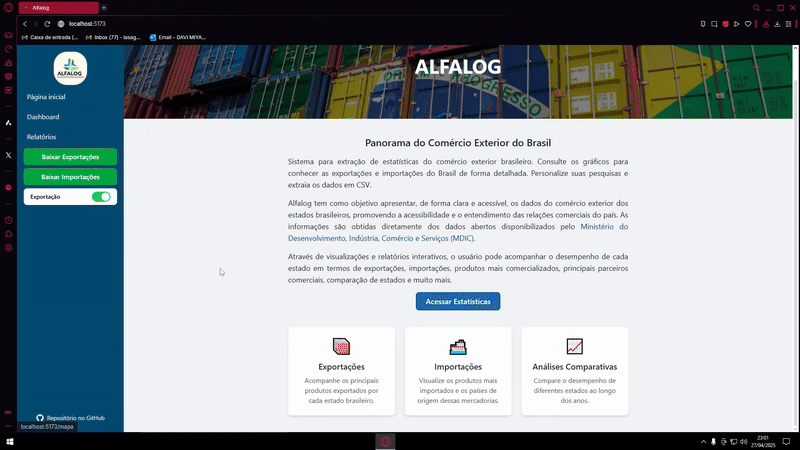 Alfalog
localhost:5173
Caixa de entrada (...
Inbox (77) - lasag...
Email – DAVI MIYA...
ALFALOG
ALFALOG
Página inicial
Dashboard
Relatórios
Baixar Exportações
Baixar Importações
Exportação
Panorama do Comércio Exterior do Brasil
Sistema para extração de estatísticas do comércio exterior brasileiro. Consulte os gráficos para
conhecer as exportações e importações do Brasil de forma detalhada. Personalize suas pesquisas e
extraia os dados em CSV.
Alfalog tem como objetivo apresentar, de forma clara e acessível, os dados do comércio exterior dos
estados brasileiros, promovendo a acessibilidade e o entendimento das relações comerciais do país. As
informações são obtidas diretamente dos dados abertos disponibilizados pelo Ministério do
Desenvolvimento, Indústria, Comércio e Serviços (MDIC).
Através de visualizações e relatórios interativos, o usuário pode acompanhar o desempenho de cada
estado em termos de exportações, importações, produtos mais comercializados, principais parceiros
comerciais, comparação de estados e muito mais.
Acessar Estatísticas
Exportações
Acompanhe os principais
produtos exportados por
cada estado brasileiro.
Importações
Visualize os produtos mais
importados e os países de
origem dessas mercadorias.
Análises Comparativas
Compare o desempenho de
diferentes estados ao longo
dos anos.
Repositório no GitHub
localhost:5173/mapa
23:01
27/04/2025